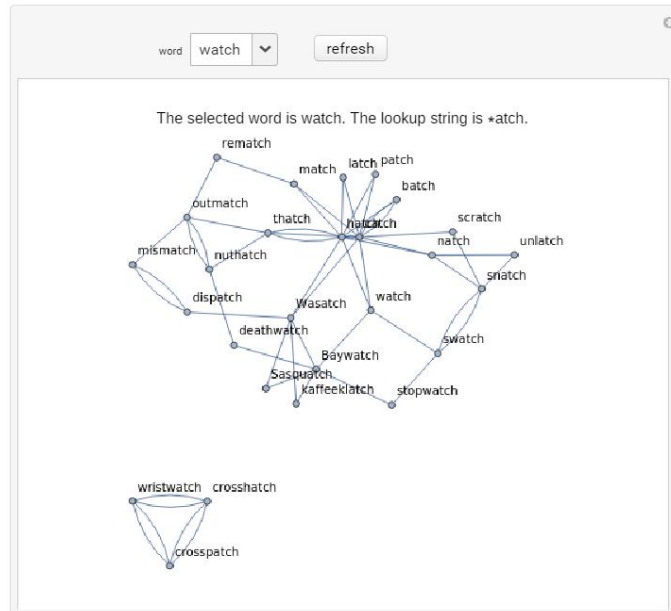 word watch refresh
The selected word is watch. The lookup string is *atch.
rematch
match
latch
patch
batch
outmatch
thatch
hatch
catch
scratch
natch
unlatch
mismatch
nuthatch
snatch
dispatch
Wasatch
watch
deathwatch
swatch
Baywatch
Sasquatch
kaffeeklatch
stopwatch
wristwatch
crosshatch
crosspatch